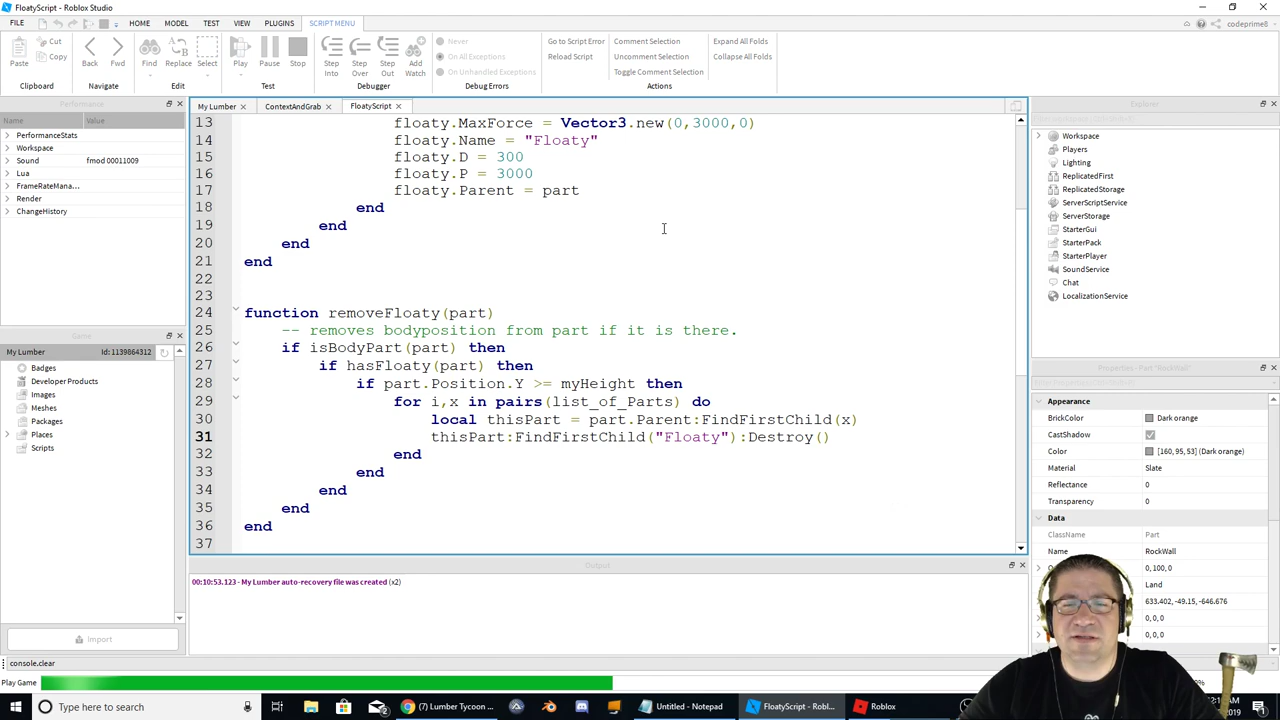 FloatyScript - Roblox Studio
FILE HOME MODEL TEST VIEW PLUGINS SCRIPT MENU codeprime8
Paste Cut Copy Back Fwd Find Replace Select Play Pause Stop Step Into Step Over Step Out Add Watch Never On All Exceptions On Unhandled Exceptions Go to Script Error Reload Script Comment Selection Uncomment Selection Toggle Comment Selection Expand All Folds Collapse All Folds
Clipboard Navigate Edit Test Debugger Debug Errors Actions
Performance
Name Value
PerformanceStats
Workspace
Sound fmod 00011009
Lua
FrameRateMana...
Render
ChangeHistory
Game
My Lumber Id: 1139864312
Badges
Developer Products
Images
Meshes
Packages
Places
Scripts
Import
My Lumber ContextAndGrab FloatyScript
13 floaty.MaxForce = Vector3.new(0,3000,0)
14 floaty.Name = "Floaty"
15 floaty.D = 300
16 floaty.P = 3000
17 floaty.Parent = part
18 end
19 end
20 end
21 end
22
23
24 function removeFloaty(part)
25 -- removes bodyposition from part if it is there.
26 if isBodyPart(part) then
27 if hasFloaty(part) then
28 if part.Position.Y >= myHeight then
29 for i,x in pairs(list_of_Parts) do
30 local thisPart = part.Parent:FindFirstChild(x)
31 thisPart:FindFirstChild("Floaty"):Destroy()
32 end
33 end
34 end
35 end
36 end
37
Output
00:10:53.123 - My Lumber auto-recovery file was created (x2)
Explorer
Workspace
Players
Lighting
ReplicatedFirst
ReplicatedStorage
ServerScriptService
ServerStorage
StarterGui
StarterPack
StarterPlayer
SoundService
Chat
LocalizationService
Properties - Part "RockWall"
Appearance
BrickColor Dark orange
CastShadow
Color [160, 95, 53] (Dark orange)
Material Slate
Reflectance 0
Transparency 0
Data
ClassName Part
Name RockWall
0, 100, 0
Land
633.402, -49.15, -646.676
0, 0, 0
0, 0, 0
console.clear
Play Game
Type here to search
(7) Lumber Tycoon ...
Untitled - Notepad
FloatyScript - Robl...
Roblox